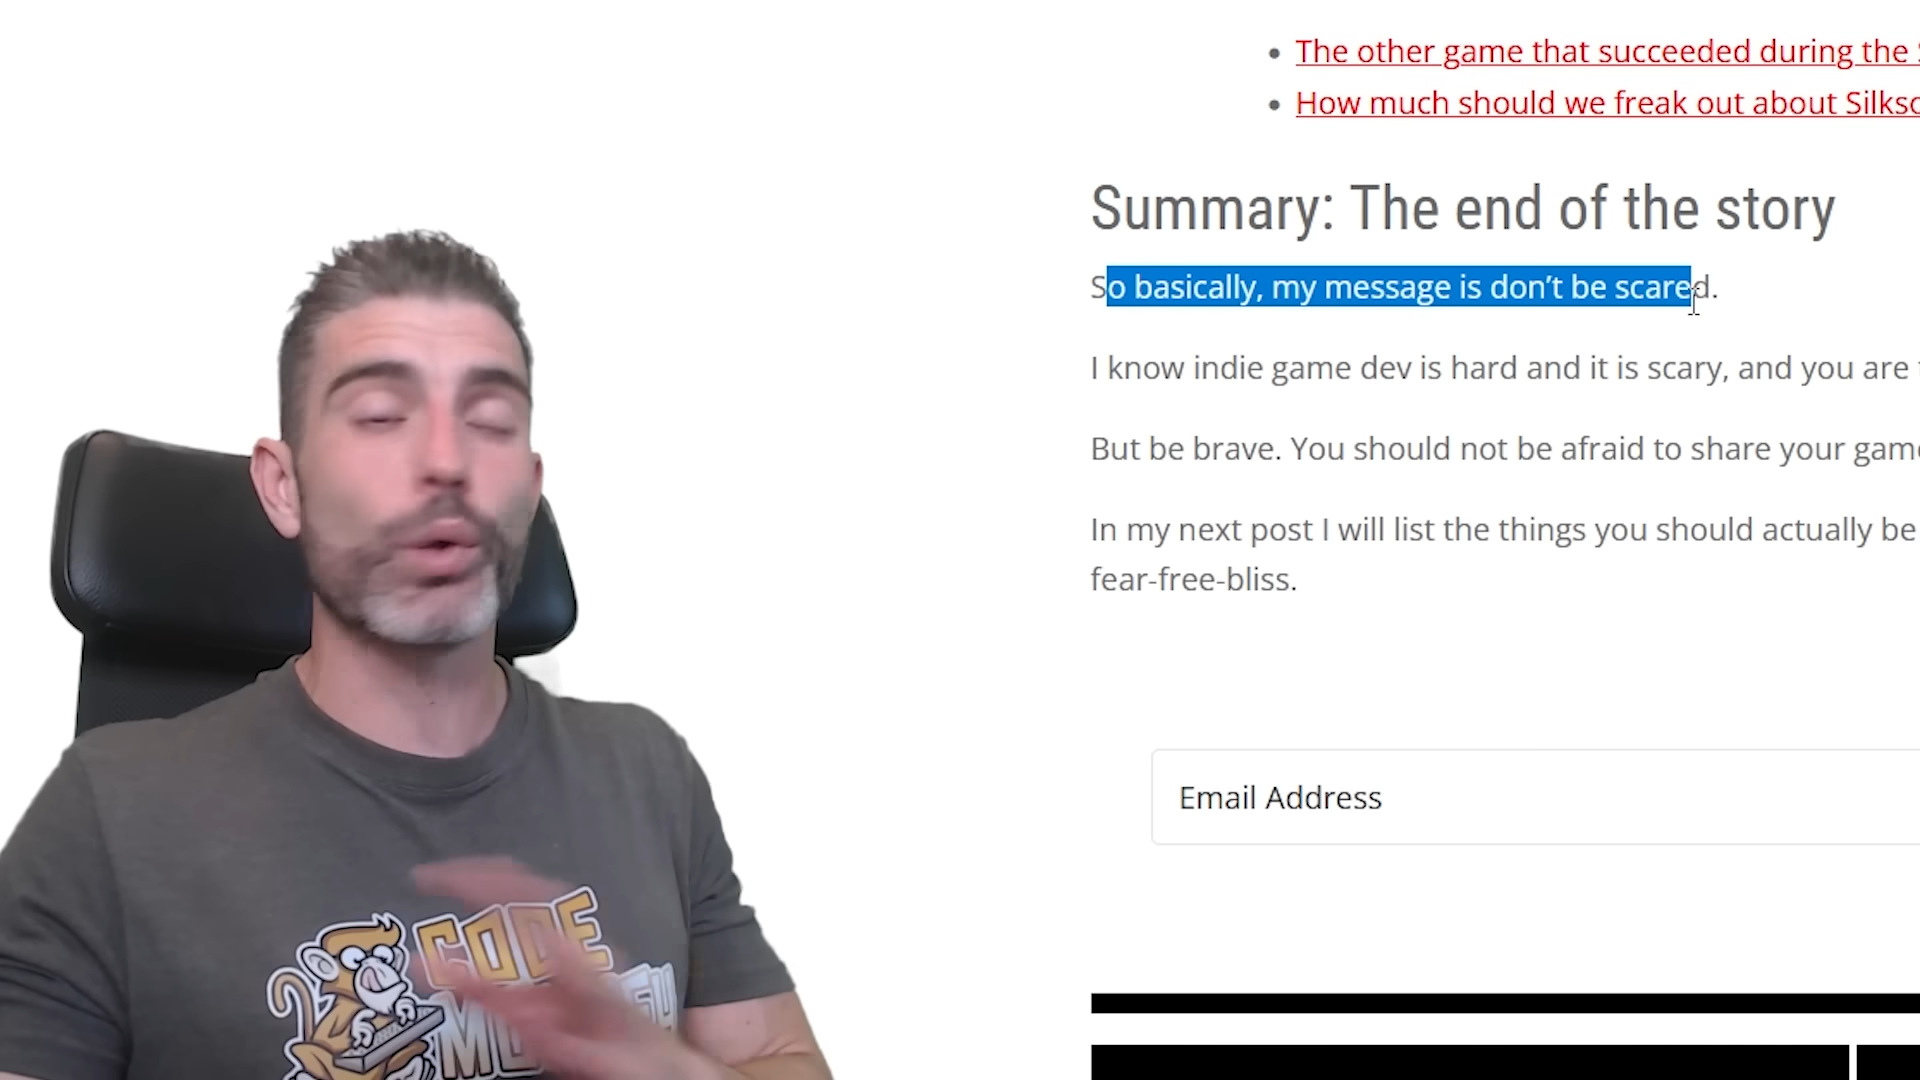 The other game that succeeded during the
How much should we freak out about
Summary: The end of the story
So basically, my message is don't be scared.
I know indie game dev is hard and it is scary, and you are
But be brave. You should not be afraid to share your
In my next post I will list the things you should actually be
fear-free-bliss.
Email Address
CODE